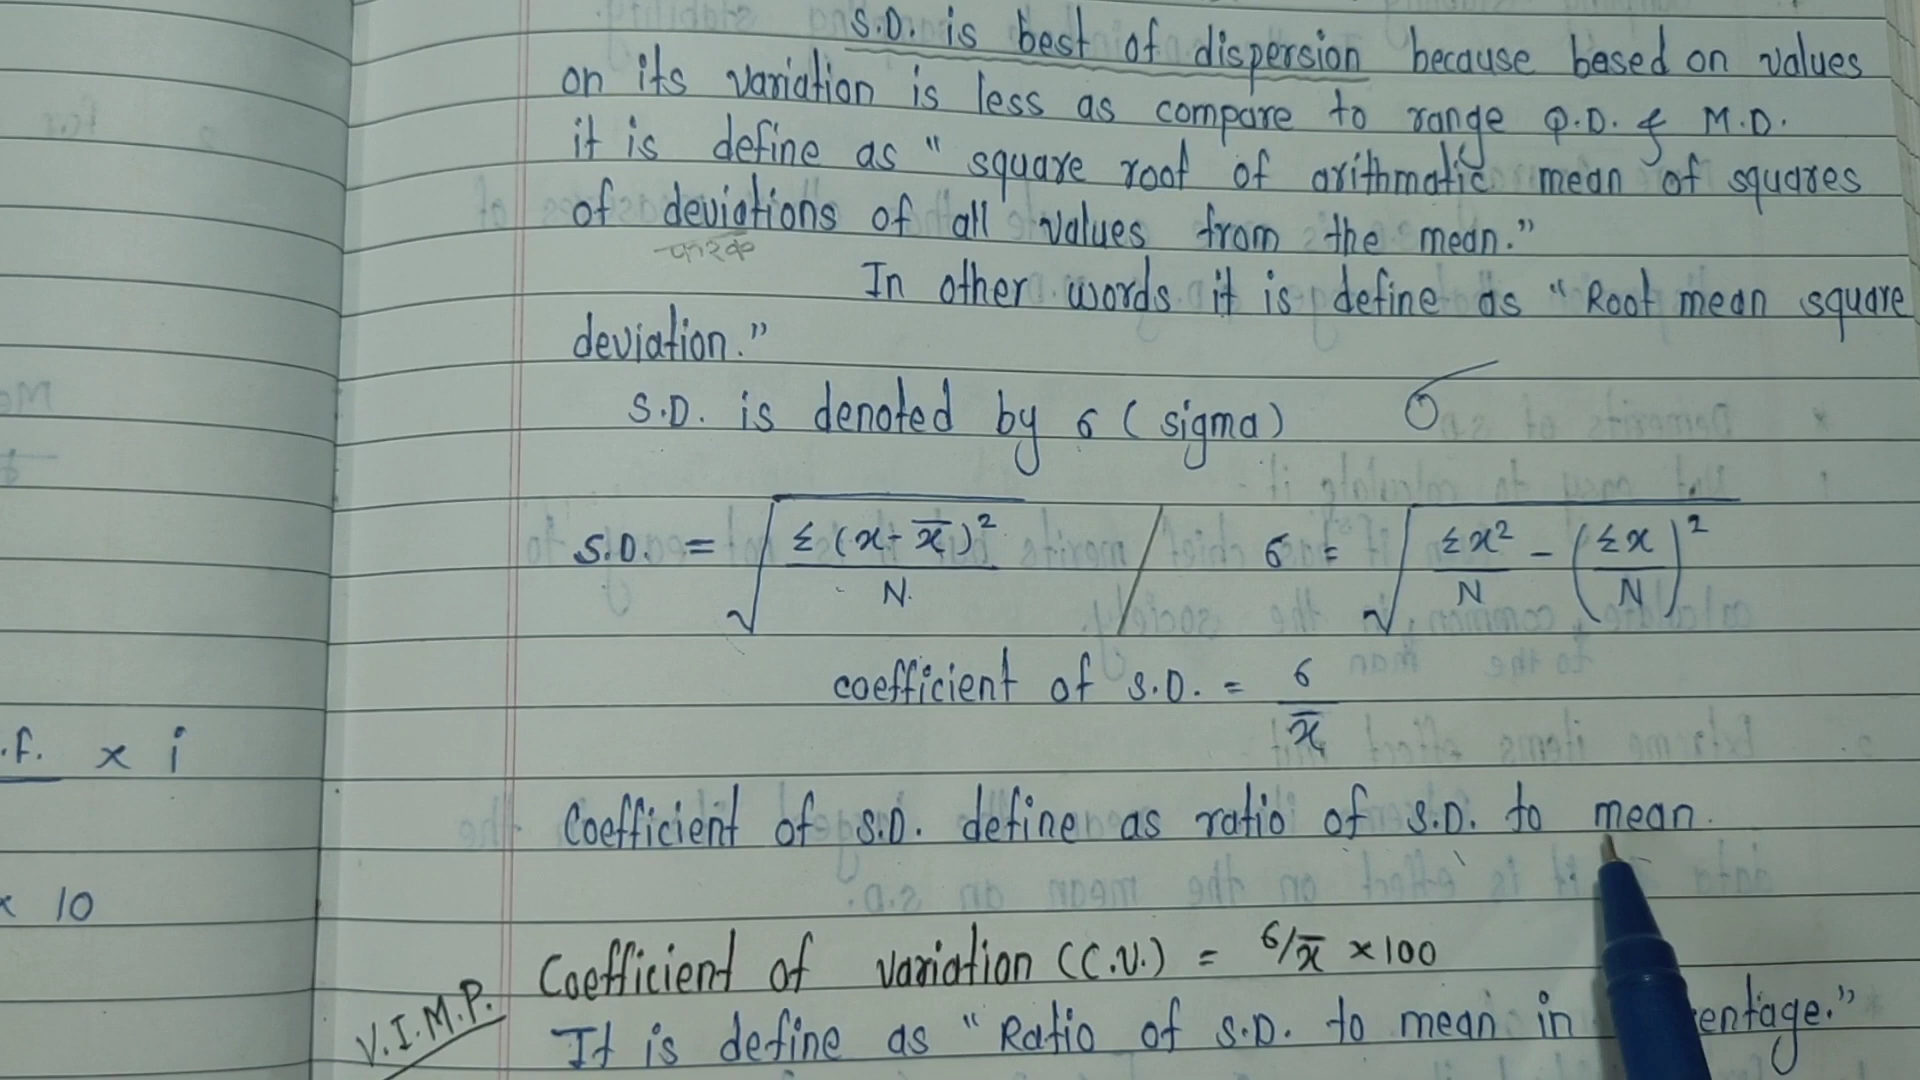 S.D. is best of dispersion because based on values
on its variation is less as compare to range Q.D. & M.D.
it is define as " square root of arithmatic mean of squares
of deviations of all values from the mean."
In other words it is define as " Root mean square
deviation."
S.D. is denoted by σ ( sigma ) σ
S.D. = √(Σ(x - x̄)² / N) / σ = √(Σx²/N - (Σx/N)²)
coefficient of S.D. = σ / x̄
.f. x i
Coefficient of S.D. define as ratio of S.D. to mean.
x 10
Coefficient of variation (C.V.) = σ/x̄ × 100
V.I.M.P.
It is define as " Ratio of S.D. to mean in entage."